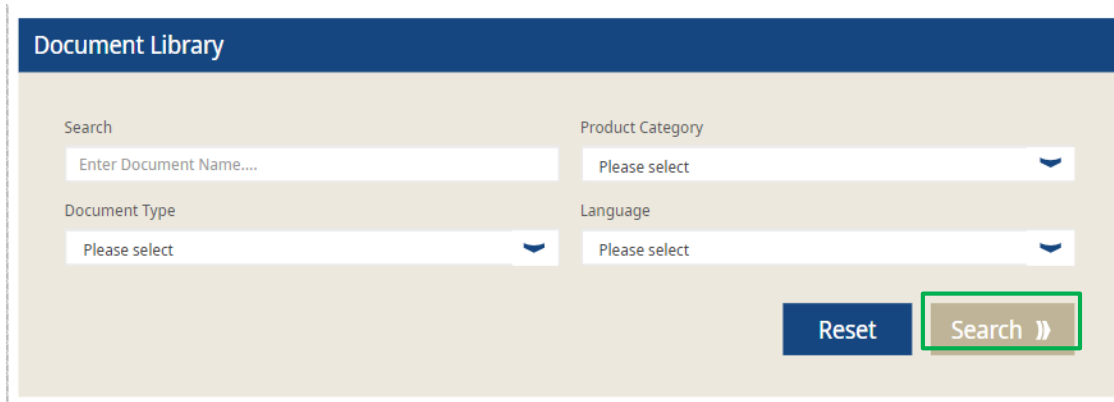 Document Library
Search
Product Category
Enter Document Name....
Please select
Document Type
Language
Please select
Please select
Reset
Search